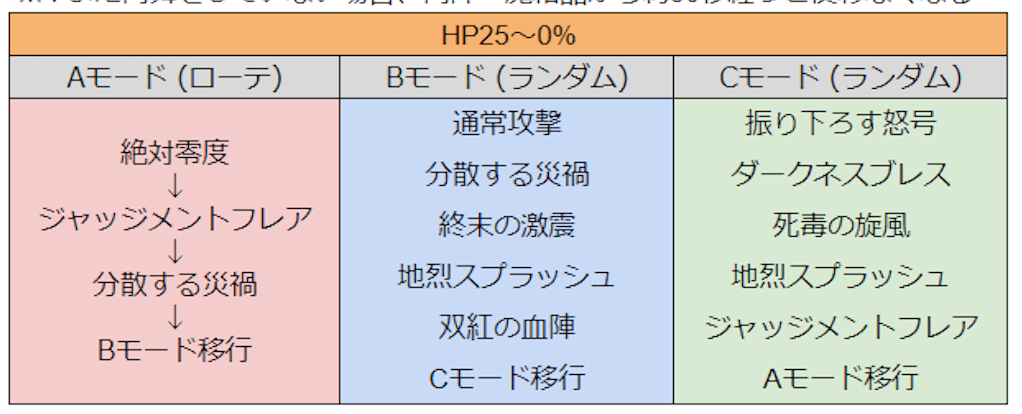 HP25～0%
Aモード (ローテ)
Bモード (ランダム)
Cモード (ランダム)
絶対零度
↓
ジャッジメントフレア
↓
分散する災禍
↓
Bモード移行
通常攻撃
分散する災禍
終末の激震
地烈スプラッシュ
双紅の血陣
Cモード移行
振り下ろす怒号
ダークネスブレス
死毒の旋風
地烈スプラッシュ
ジャッジメントフレア
Aモード移行